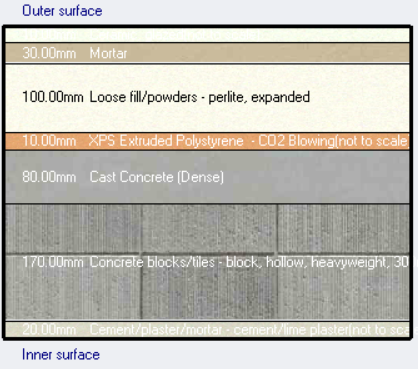 Outer surface
30.00mm Mortar
100.00mm Loose fill/powders - perlite, expanded
10.00mm XPS Extruded Polystyrene - CO2 Blowing(not to scale
80.00mm Cast Concrete (Dense)
170.00mm Concrete blocks/tiles - block, hollow, heavyweight, 30
20.00mm Cement/plaster/mortar - cement/lime plaster(not to sca
Inner surface